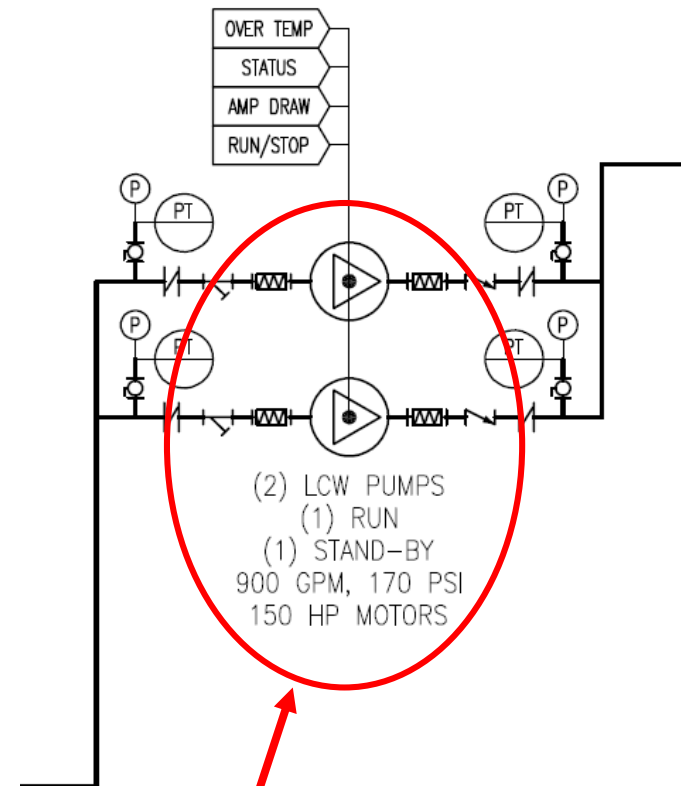 OVER TEMP
STATUS
AMP DRAW
RUN/STOP
P
PT
PT
P
P
PT
PT
P
(2) LCW PUMPS
(1) RUN
(1) STAND-BY
900 GPM, 170 PSI
150 HP MOTORS